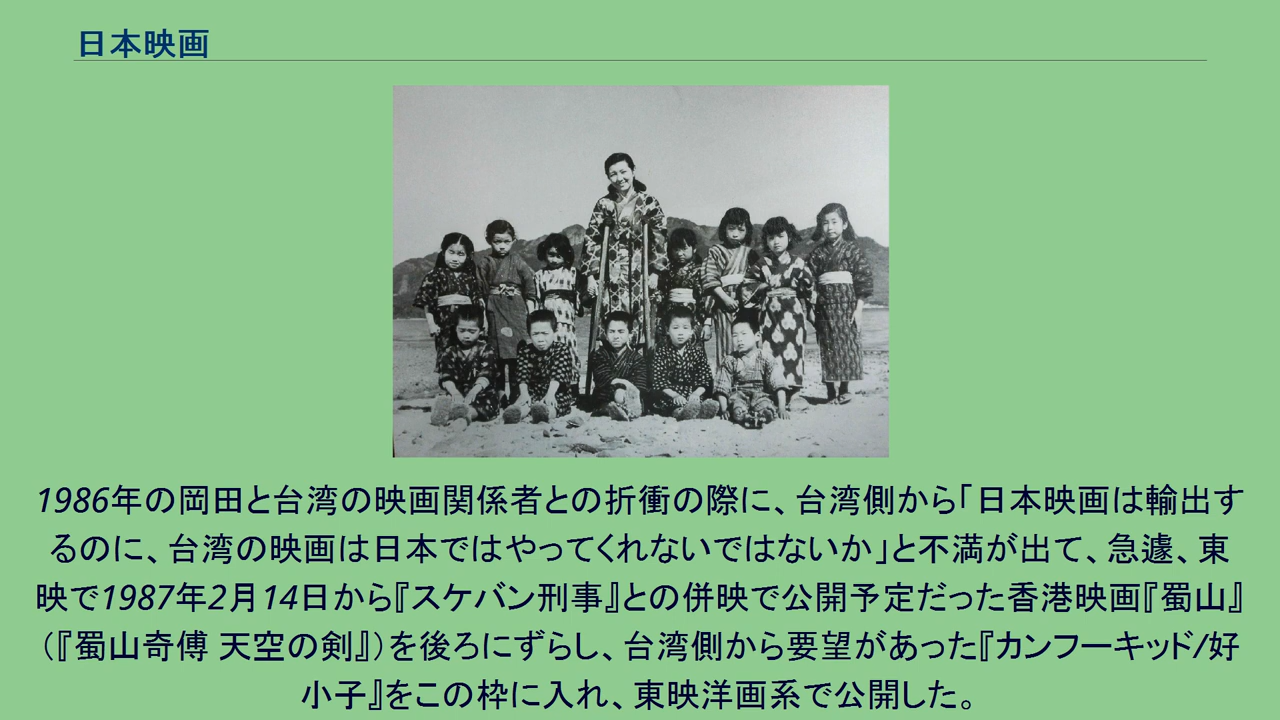 日本映画
1986年の岡田と台湾の映画関係者との折衝の際に、台湾側から「日本映画は輸出す
るのに、台湾の映画は日本ではやってくれないではないか」と不満が出て、急遽、東
映で1987年2月14日から『スケバン刑事』との併映で公開予定だった香港映画『蜀山』
（『蜀山奇傅 天空の剣』）を後ろにずらし、台湾側から要望があった『カンフーキッド/好
小子』をこの枠に入れ、東映洋画系で公開した。